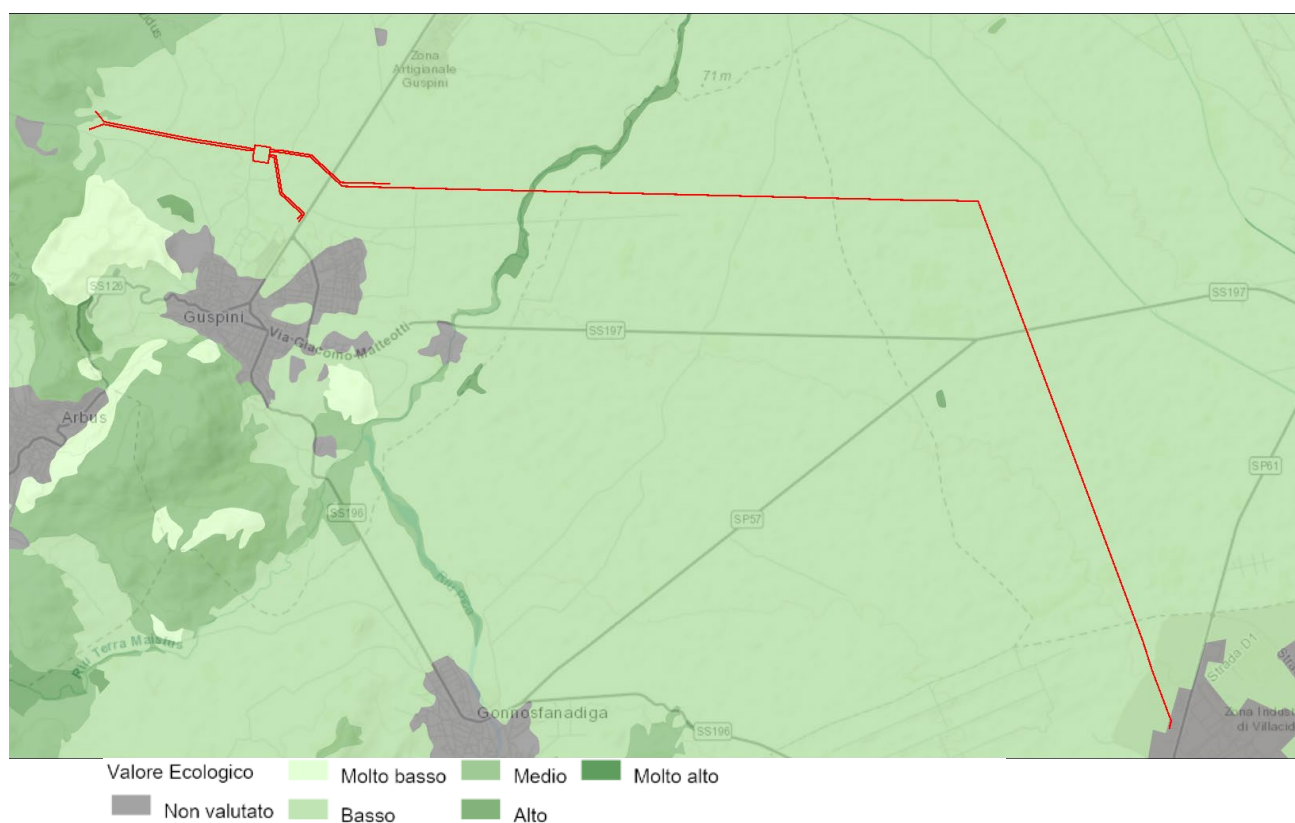 Zona
Artigianale
Guspini
71 m
SS126
Guspini
Via Giacomo Matteotti
SS197
SS197
Arbus
SP61
SS196
SP57
Riu Terra Maistus
Strada D1
Gonnosfanadiga
SS196
Zona Indust
di Villacid
Valore Ecologico
Molto basso
Medio
Molto alto
Non valutato
Basso
Alto